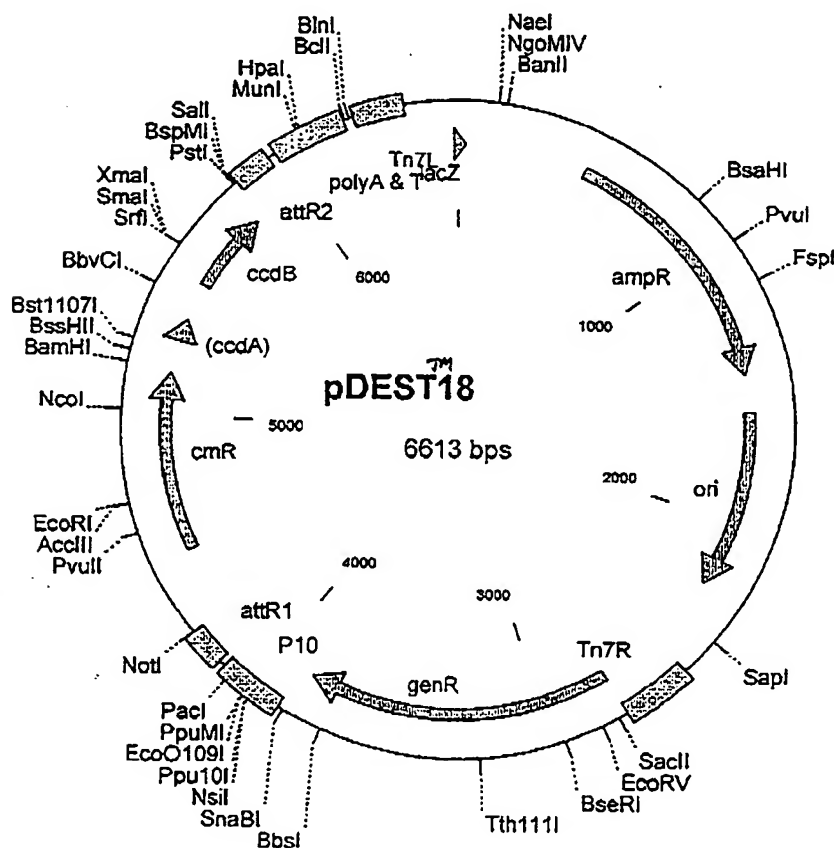 BlnI
BclI
HpaI
MunI
SalI
BspMI
PstI
XmaI
SmaI
SrfI
BbvCI
Bst1107I
BssHII
BamHI
NcoI
EcoRI
AccIII
PvuII
NotI
PacI
PpuMI
EcoO109I
Ppu10I
NsiI
SnaBI
BbsI
Tth111I
BseRI
EcoRV
SacII
SapI
FspI
PvuI
BsaHI
BanII
NgoMIV
NaeI
Tn7L
lacZ
polyA & T
attR2
ccdB
(ccdA)
cmR
attR1
P10
genR
Tn7R
ori
ampR
6000
1000
5000
2000
4000
3000
pDEST™18
6613 bps